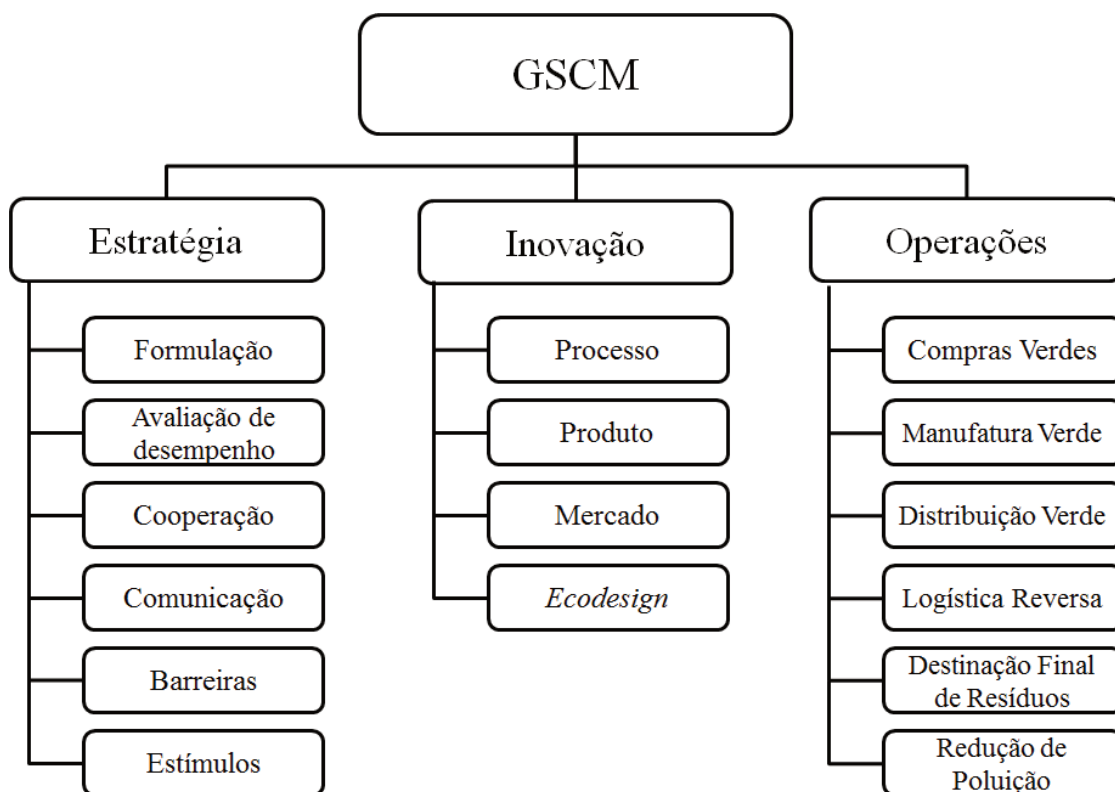 GSCM
Estratégia
Formulação
Avaliação de
desempenho
Cooperação
Comunicação
Barreiras
Estímulos
Inovação
Processo
Produto
Mercado
Ecodesign
Operações
Compras Verdes
Manufatura Verde
Distribuição Verde
Logística Reversa
Destinação Final
de Resíduos
Redução de
Poluição